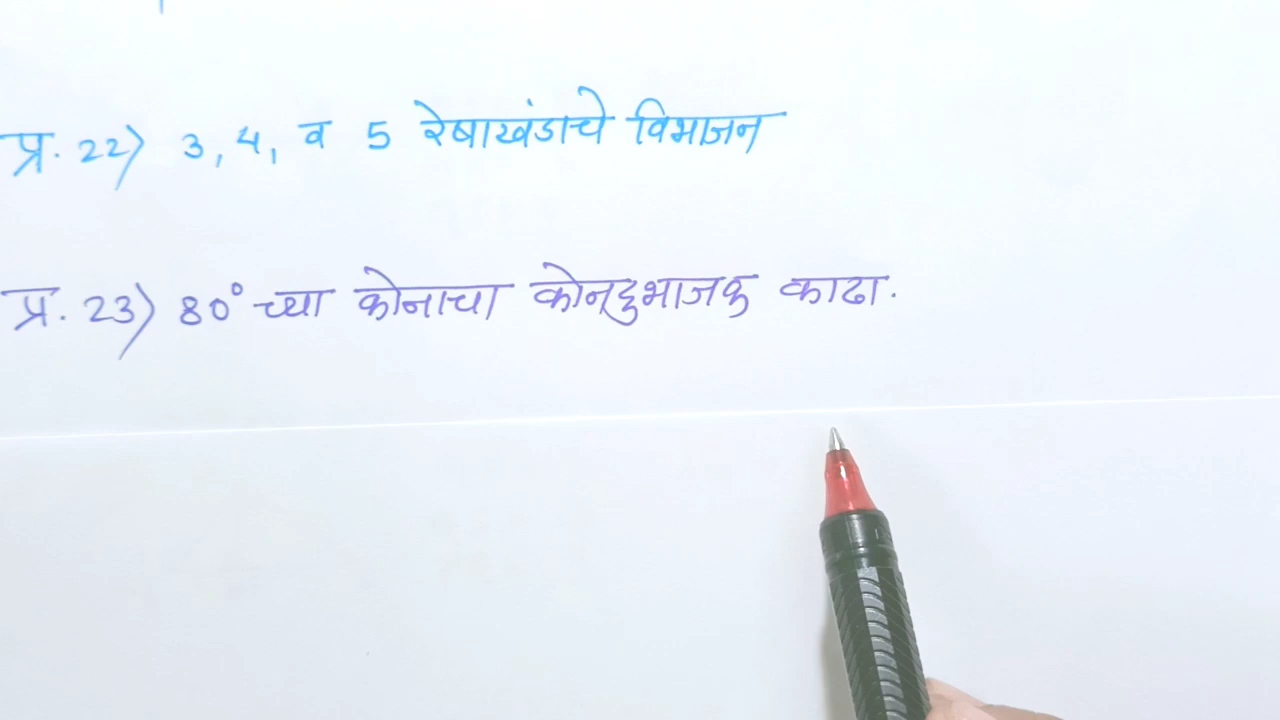 प्र. 22) 3, 4, व 5 रेषाखंडाचे विभाजन
प्र. 23) 80° च्या कोनाचा कोनदुभाजक काढा.